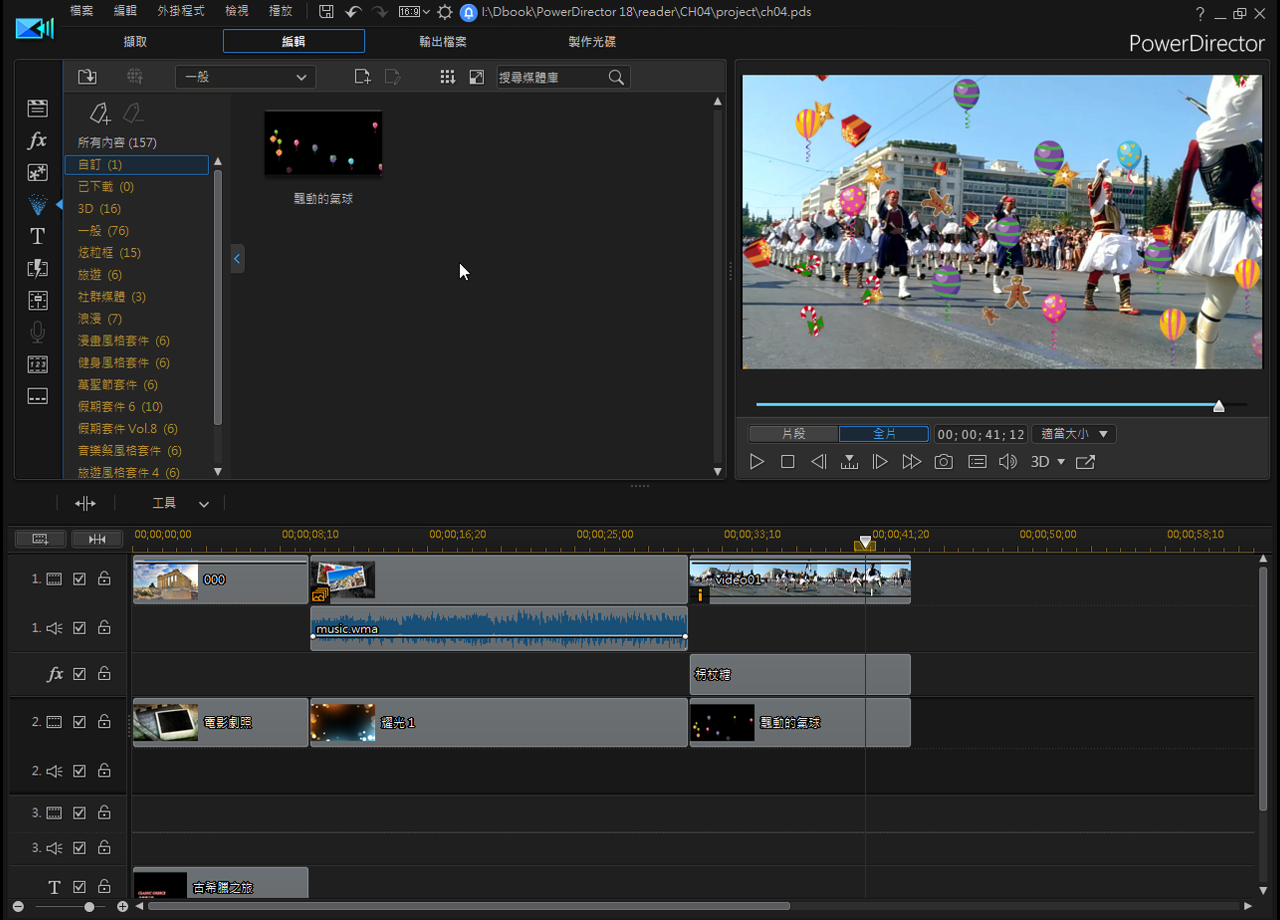 檔案 編輯 外掛程式 檢視 播放 16:9 I:\Dbook\PowerDirector 18\reader\CH04\project\ch04.pds ?
擷取 編輯 輸出檔案 製作光碟 PowerDirector
一般 搜尋媒體庫
所有內容 (157)
自訂 (1)
已下載 (0)
3D (16)
一般 (76)
炫粒框 (15)
旅遊 (6)
社群媒體 (3)
浪漫 (7)
漫畫風格套件 (6)
健身風格套件 (6)
萬聖節套件 (6)
假期套件 6 (10)
假期套件 Vol.8 (6)
音樂祭風格套件 (6)
旅遊風格套件 4 (6)
fx
T
飄動的氣球
片段 全片 00;00;41;12 適當大小
3D
工具
00;00;00;00 00;00;08;10 00;00;16;20 00;00;25;00 00;00;33;10 00;00;41;20 00;00;50;00 00;00;58;10
1. 000 video01
1. music.wma
fx 柺杖糖
2. 電影劇照 耀光 1 飄動的氣球
2.
3.
3.
T CLASSIC GREECE 古希臘之旅